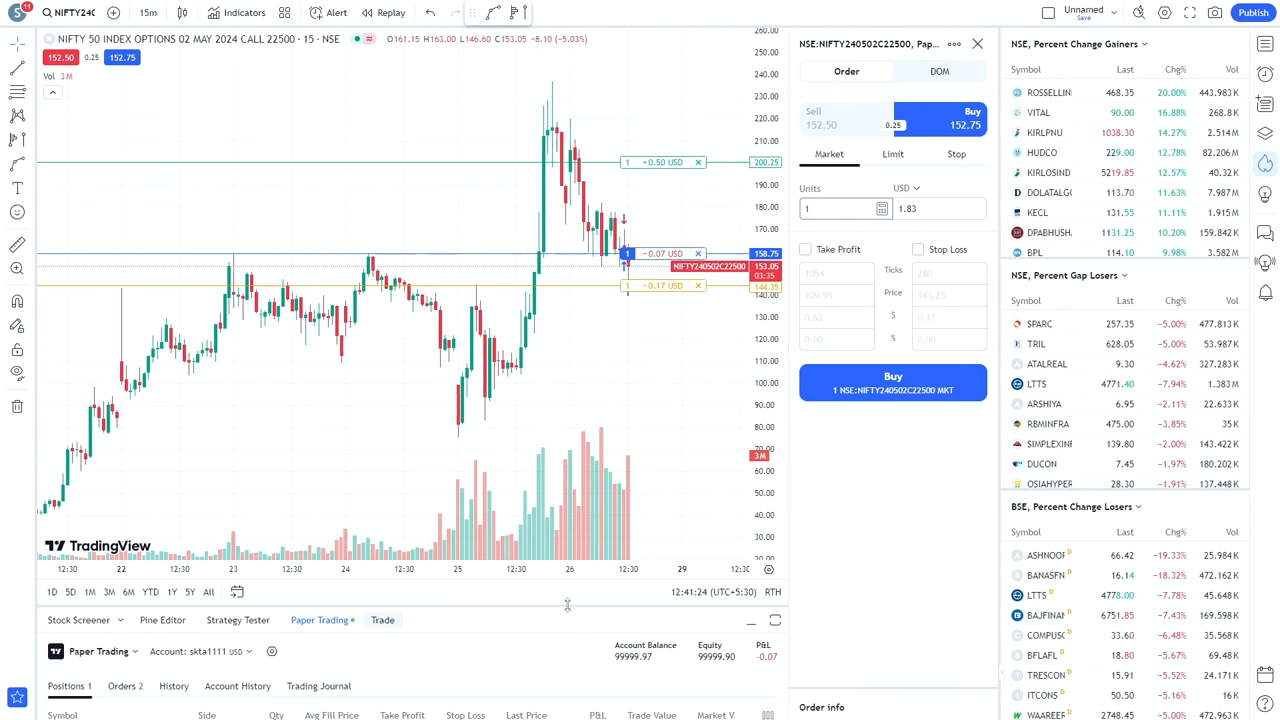 S 11 NIFTY24( 15m Indicators Alert Replay Unnamed Save Publish
NIFTY 50 INDEX OPTIONS 02 MAY 2024 CALL 22500 · 15 · NSE O161.15 H163.00 L146.60 C153.05 −8.10 (−5.03%)
152.50 0.25 152.75
Vol 3 M
260.00
250.00
240.00
230.00
220.00
210.00
1 +0.50 USD × 200.25
190.00
180.00
170.00
1 −0.07 USD × 158.75
NIFTY240502C22500 153.05
03:35
1 −0.17 USD × 144.35
140.00
130.00
120.00
110.00
100.00
90.00
80.00
70.00
3 M
60.00
50.00
40.00
30.00
20.00
TradingView
12:30 22 12:30 23 12:30 24 12:30 25 12:30 26 12:30 29 12:30
1D 5D 1M 3M 6M YTD 1Y 5Y All 12:41:24 (UTC+5:30) RTH
Stock Screener Pine Editor Strategy Tester Paper Trading Trade
Paper Trading Account: skta1111 USD
Account Balance Equity P&L
99999.97 99999.90 -0.07
Positions 1 Orders 2 History Account History Trading Journal
Symbol Side Qty Avg Fill Price Take Profit Stop Loss Last Price P&L Trade Value Market V.
NSE:NIFTY240502C22500, Pap...
Order DOM
Sell Buy
152.50 0.25 152.75
Market Limit Stop
Units USD
1 1.83
Take Profit Stop Loss
1054 Ticks 280
209.95 Price 143.25
0.63 $ 0.17
0.00 % 0.00
Buy
1 NSE:NIFTY240502C22500 MKT
Order info
NSE, Percent Change Gainers
Symbol Last Chg% Vol
ROSSELLIN 468.35 20.00% 443.983 K
VITAL 90.00 16.88% 268.8 K
KIRLPNU 1038.30 14.27% 2.514 M
HUDCO 229.00 12.78% 82.206 M
KIRLOSIND 5219.85 12.57% 40.32 K
D DOLATALGO 113.70 11.63% 7.987 M
KECL 131.55 11.11% 1.915 M
DPABHUSH. 1131.25 10.20% 159.842 K
BPL 114.10 9.98% 3.582 M
NSE, Percent Gap Losers
Symbol Last Chg% Vol
SPARC 257.35 −5.00% 477.813 K
TRIL 628.05 −5.00% 53.987 K
A ATALREAL 9.30 −4.62% 327.283 K
LTTS 4771.40 −7.94% 1.383 M
A ARSHIYA 6.95 −2.11% 22.633 K
RBMINFRA 475.00 −3.85% 35 K
SIMPLEXINF 139.80 −2.00% 143.422 K
DUCON 7.45 −1.97% 180.202 K
OSIAHYPER 28.30 −1.91% 137.448 K
BSE, Percent Change Losers
Symbol Last Chg% Vol
A ASHNOOF D 66.42 −19.33% 25.984 K
B BANASFN D 16.14 −18.32% 472.162 K
LTTS D 4778.00 −7.78% 45.648 K
BAJFINAN D 6751.85 −7.43% 169.698 K
C COMPUSC D 33.60 −6.48% 35.568 K
B BFLAFL D 18.80 −5.67% 69.48 K
T TRESCON D 15.91 −5.52% 24.171 K
I ITCONS D 50.50 −5.16% 16 K
W WAAREER D 2748.45 −5.00% 472.963 K